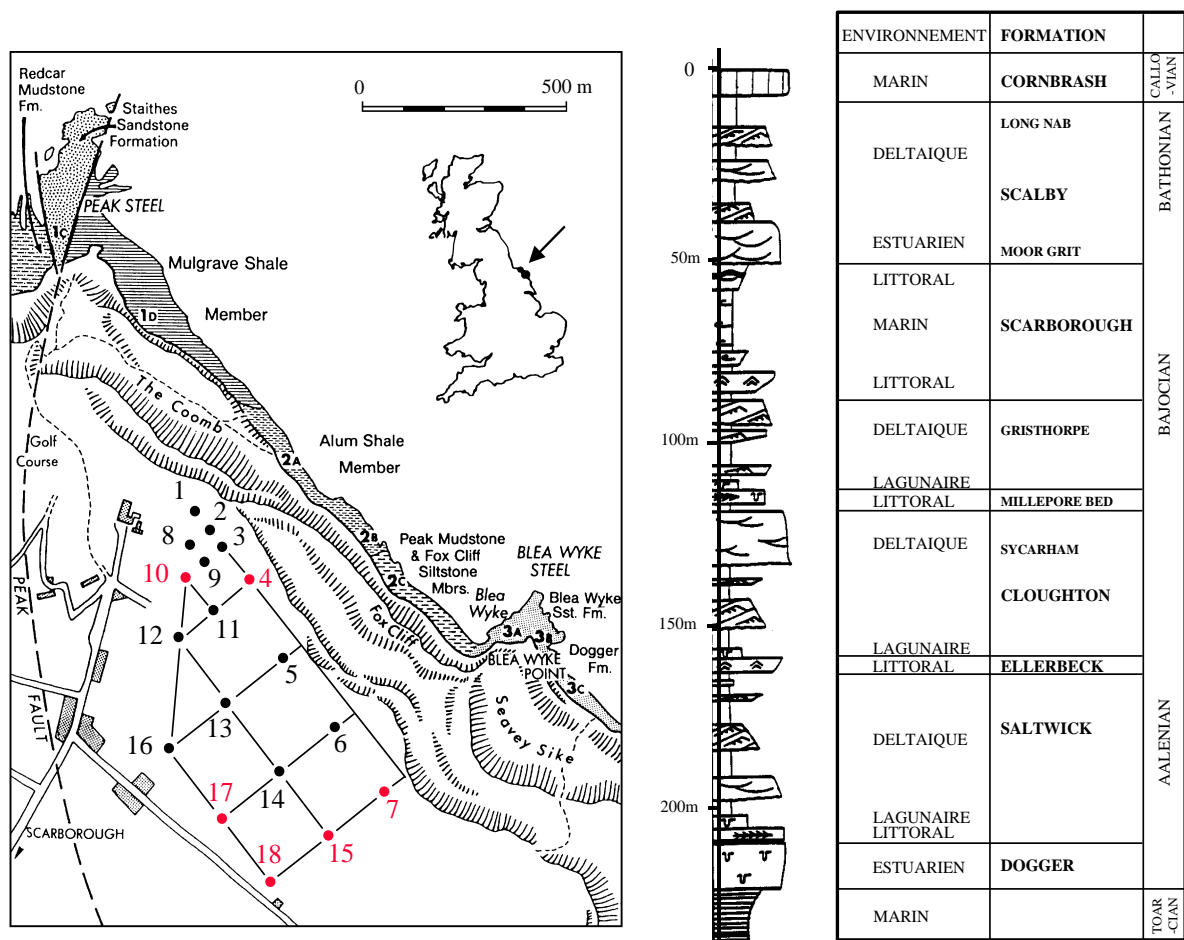 Redcar
Mudstone
Fm.
Staithes
Sandstone
Formation
0
500 m
PEAK STEEL
1C
Mulgrave Shale
Member
1D
The Coomb
Golf
Course
Alum Shale
Member
2A
1
2
8
3
9
10
4
2B
Peak Mudstone
& Fox Cliff
Siltstone
Mbrs.
2C
BLEA WYKE
STEEL
Blea
Wyke
Blea Wyke
Sst. Fm.
3A
3B
BLEA WYKE
POINT
Dogger
Fm.
3C
Fox Cliff
Seavey Sike
PEAK
FAULT
11
12
5
13
6
16
14
7
17
15
18
SCARBOROUGH
0
50m
100m
150m
200m
ENVIRONNEMENT FORMATION
MARIN CORNBRASH
CALLO
-VIAN
LONG NAB
DELTAIQUE
SCALBY
BATHONIAN
ESTUARIEN
MOOR GRIT
LITTORAL
MARIN SCARBOROUGH
LITTORAL
BAJOCIAN
DELTAIQUE GRISTHORPE
LAGUNAIRE
LITTORAL MILLEPORE BED
DELTAIQUE SYCARHAM
CLOUGHTON
LAGUNAIRE
LITTORAL ELLERBECK
SALTWICK
DELTAIQUE
AALENIAN
LAGUNAIRE
LITTORAL
ESTUARIEN DOGGER
MARIN
TOAR
-CIAN